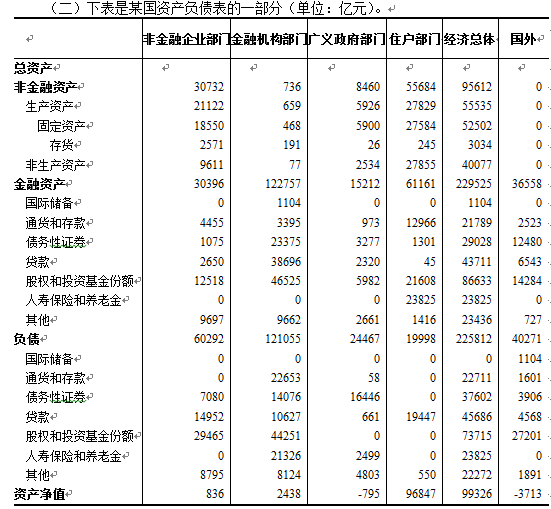 （二）下表是某国资产负债表的一部分（单位：亿元）。
非金融企业部门 金融机构部门 广义政府部门 住户部门 经济总体 国外
总资产
非金融资产 30732 736 8460 55684 95612 0
生产资产 21122 659 5926 27829 55535 0
固定资产 18550 468 5900 27584 52502 0
存货 2571 191 26 245 3034 0
非生产资产 9611 77 2534 27855 40077 0
金融资产 30396 122757 15212 61161 229525 36558
国际储备 0 1104 0 0 1104 0
通货和存款 4455 3395 973 12966 21789 2523
债务性证券 1075 23375 3277 1301 29028 12480
贷款 2650 38696 2320 45 43711 6543
股权和投资基金份额 12518 46525 5982 21608 86633 14284
人寿保险和养老金 0 0 0 23825 23825 0
其他 9697 9662 2661 1416 23436 727
负债 60292 121055 24467 19998 225812 40271
国际储备 0 0 0 0 0 1104
通货和存款 0 22653 58 0 22711 1601
债务性证券 7080 14076 16446 0 37602 3906
贷款 14952 10627 661 19447 45686 4568
股权和投资基金份额 29465 44251 0 0 73715 27201
人寿保险和养老金 0 21326 2499 0 23825 0
其他 8795 8124 4803 550 22272 1891
资产净值 836 2438 -795 96847 99326 -3713